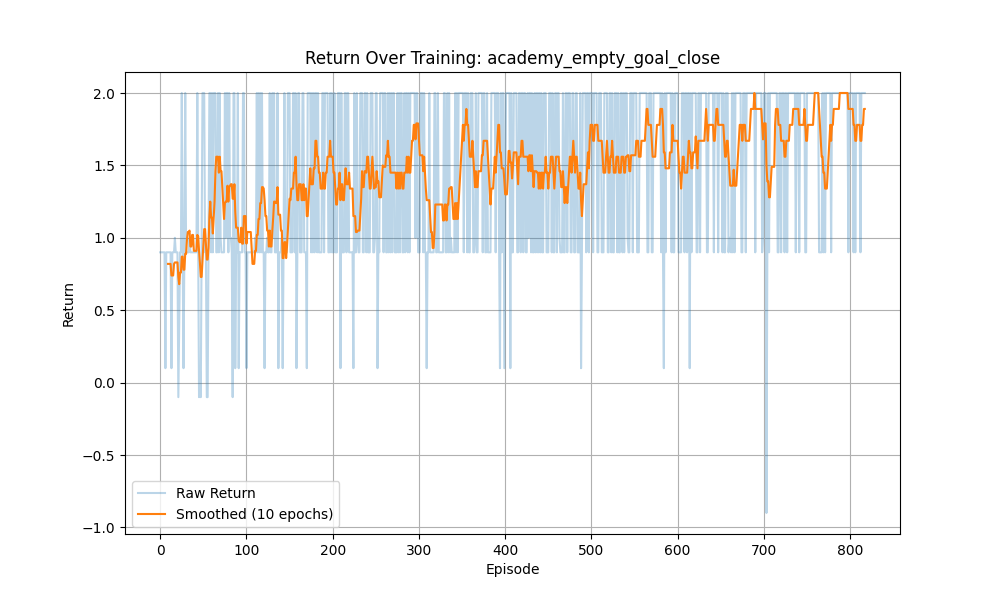 Return Over Training: academy_empty_goal_close
2.0
1.5
1.0
0.5
0.0
−0.5
−1.0
Return
Raw Return
Smoothed (10 epochs)
0 100 200 300 400 500 600 700 800
Episode